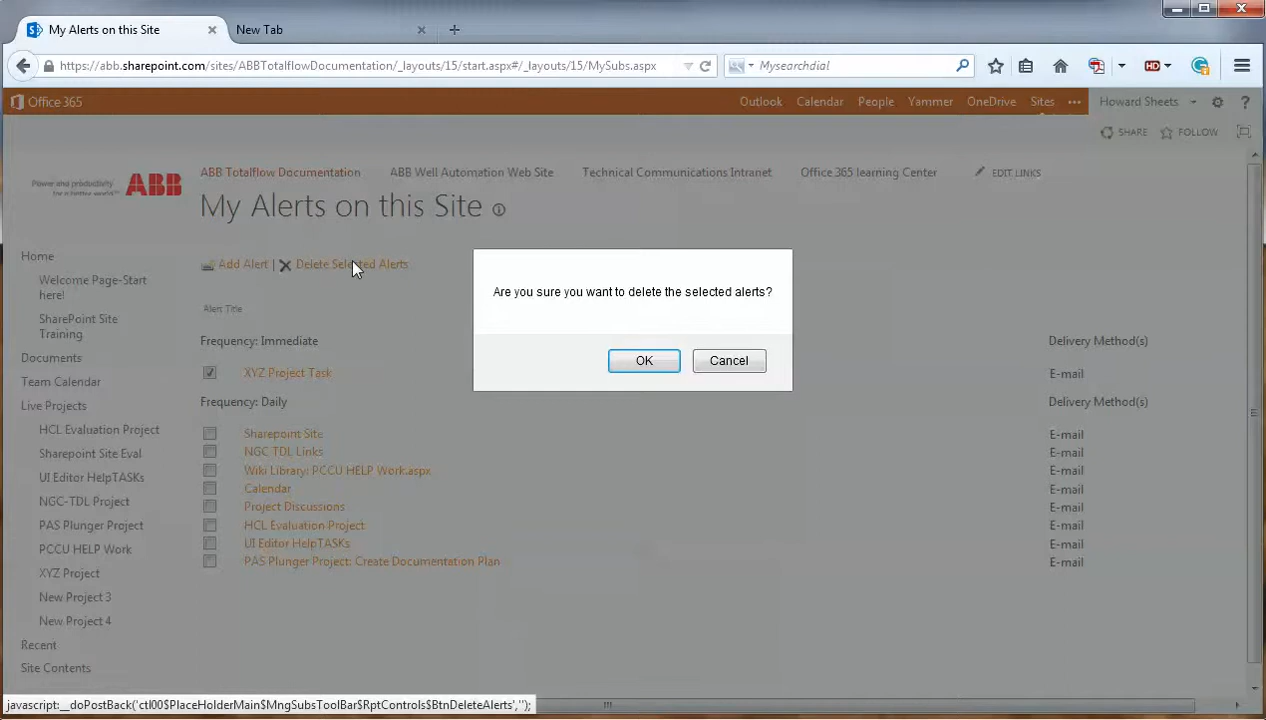 My Alerts on this Site
New Tab
https://abb.sharepoint.com/sites/ABBTotalflowDocumentation/_layouts/15/start.aspx#/_layouts/15/MySubs.aspx
Mysearchdial
HD
Office 365
Outlook
Calendar
People
Yammer
OneDrive
Sites
Howard Sheets
?
SHARE
FOLLOW
Power and productivity
ABB
ABB Totalflow Documentation
ABB Well Automation Web Site
Technical Communications Intranet
Office 365 learning Center
EDIT LINKS
My Alerts on this Site
Home
Welcome Page-Start
here!
SharePoint Site
Training
Documents
Team Calendar
Live Projects
HCL Evaluation Project
Sharepoint Site Eval
UI Editor HelpTASKs
NGC-TDL Project
PAS Plunger Project
PCCU HELP Work
XYZ Project
New Project 3
New Project 4
Recent
Site Contents
Add Alert | Delete Selected Alerts
Alert Title
Frequency: Immediate Delivery Method(s)
XYZ Project Task E-mail
Frequency: Daily Delivery Method(s)
Sharepoint Site E-mail
NGC TDL Links E-mail
Wiki Library: PCCU HELP Work.aspx E-mail
Calendar E-mail
Project Discussions E-mail
HCL Evaluation Project E-mail
UI Editor HelpTASKs E-mail
PAS Plunger Project: Create Documentation Plan E-mail
Are you sure you want to delete the selected alerts?
OK
Cancel
javascript:__doPostBack('ctl00$PlaceHolderMain$MngSubsToolBar$RptControls$BtnDeleteAlerts','');